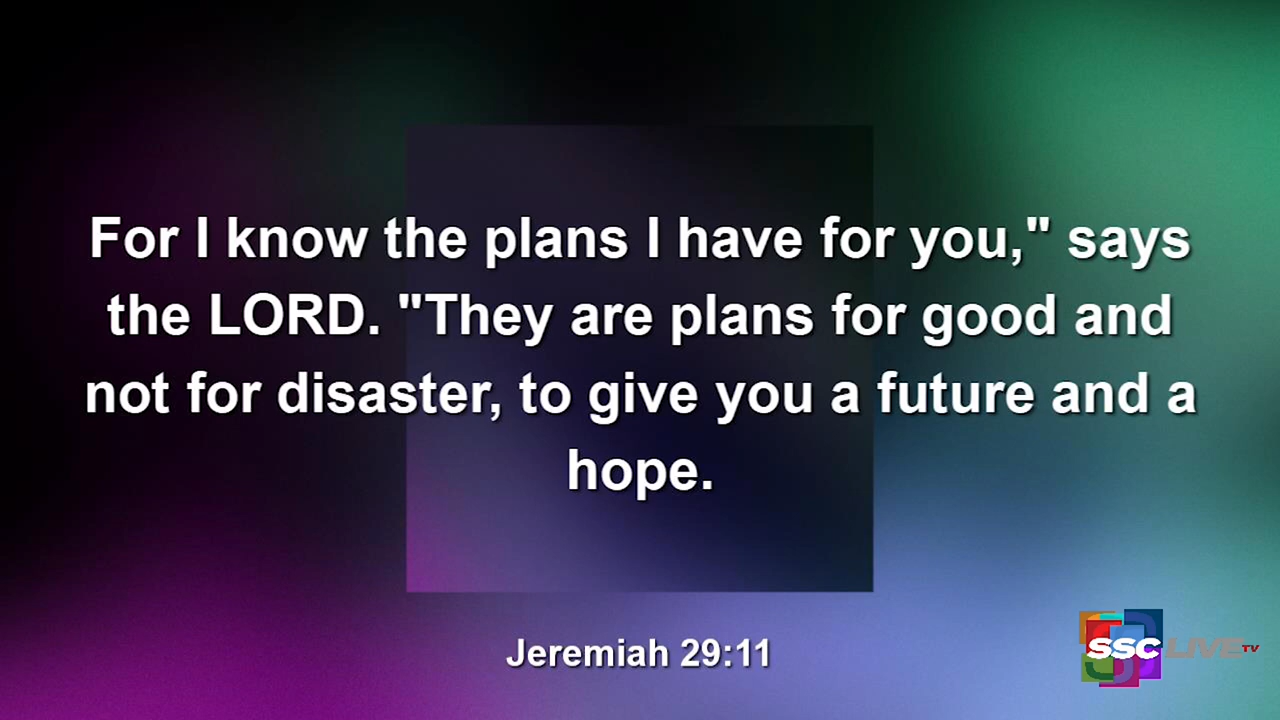 For I know the plans I have for you," says
the LORD. "They are plans for good and
not for disaster, to give you a future and a
hope.
Jeremiah 29:11
SSC LIVE TV